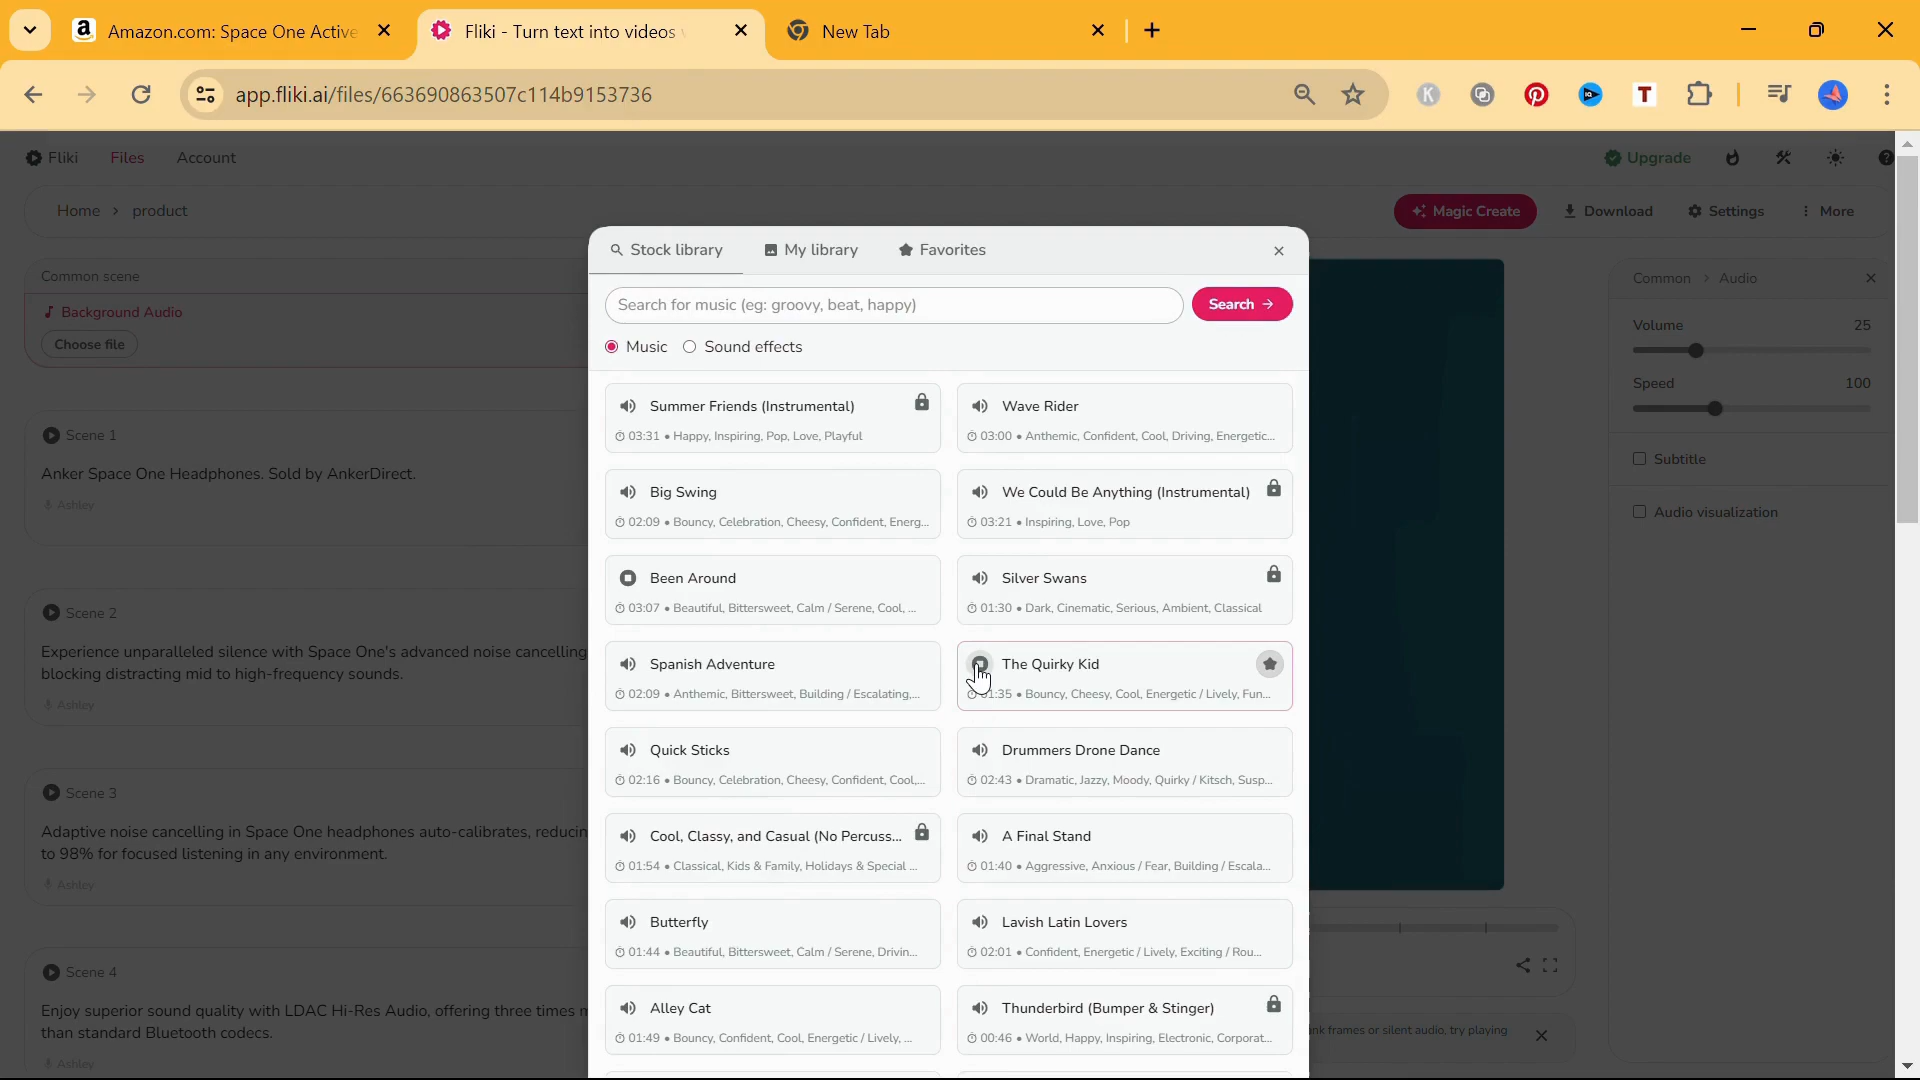 Amazon.com: Space One Active
Fliki - Turn text into videos
New Tab
app.fliki.ai/files/663690863507c114b9153736
Fliki
Files
Account
Upgrade
Home > product
Magic Create
Download
Settings
More
Common scene
Background Audio
Choose file
Scene 1
Anker Space One Headphones. Sold by AnkerDirect.
Ashley
Scene 2
Experience unparalleled silence with Space One's advanced noise cancelling
blocking distracting mid to high-frequency sounds.
Ashley
Scene 3
Adaptive noise cancelling in Space One headphones auto-calibrates, reducin
to 98% for focused listening in any environment.
Ashley
Scene 4
Enjoy superior sound quality with LDAC Hi-Res Audio, offering three times m
than standard Bluetooth codecs.
Ashley
Stock library
My library
Favorites
Search for music (eg: groovy, beat, happy)
Search
Music
Sound effects
Summer Friends (Instrumental)
03:31 • Happy, Inspiring, Pop, Love, Playful
Wave Rider
03:00 • Anthemic, Confident, Cool, Driving, Energetic...
Big Swing
02:09 • Bouncy, Celebration, Cheesy, Confident, Energ...
We Could Be Anything (Instrumental)
03:21 • Inspiring, Love, Pop
Been Around
03:07 • Beautiful, Bittersweet, Calm / Serene, Cool, ...
Silver Swans
01:30 • Dark, Cinematic, Serious, Ambient, Classical
Spanish Adventure
02:09 • Anthemic, Bittersweet, Building / Escalating,...
The Quirky Kid
01:35 • Bouncy, Cheesy, Cool, Energetic / Lively, Fun...
Quick Sticks
02:16 • Bouncy, Celebration, Cheesy, Confident, Cool,...
Drummers Drone Dance
02:43 • Dramatic, Jazzy, Moody, Quirky / Kitsch, Susp...
Cool, Classy, and Casual (No Percuss...
01:54 • Classical, Kids & Family, Holidays & Special ...
A Final Stand
01:40 • Aggressive, Anxious / Fear, Building / Escala...
Butterfly
01:44 • Beautiful, Bittersweet, Calm / Serene, Drivin...
Lavish Latin Lovers
02:01 • Confident, Energetic / Lively, Exciting / Rou...
Alley Cat
01:49 • Bouncy, Confident, Cool, Energetic / Lively, ...
Thunderbird (Bumper & Stinger)
00:46 • World, Happy, Inspiring, Electronic, Corporat...
Common > Audio
Volume 25
Speed 100
Subtitle
Audio visualization
ink frames or silent audio, try playing